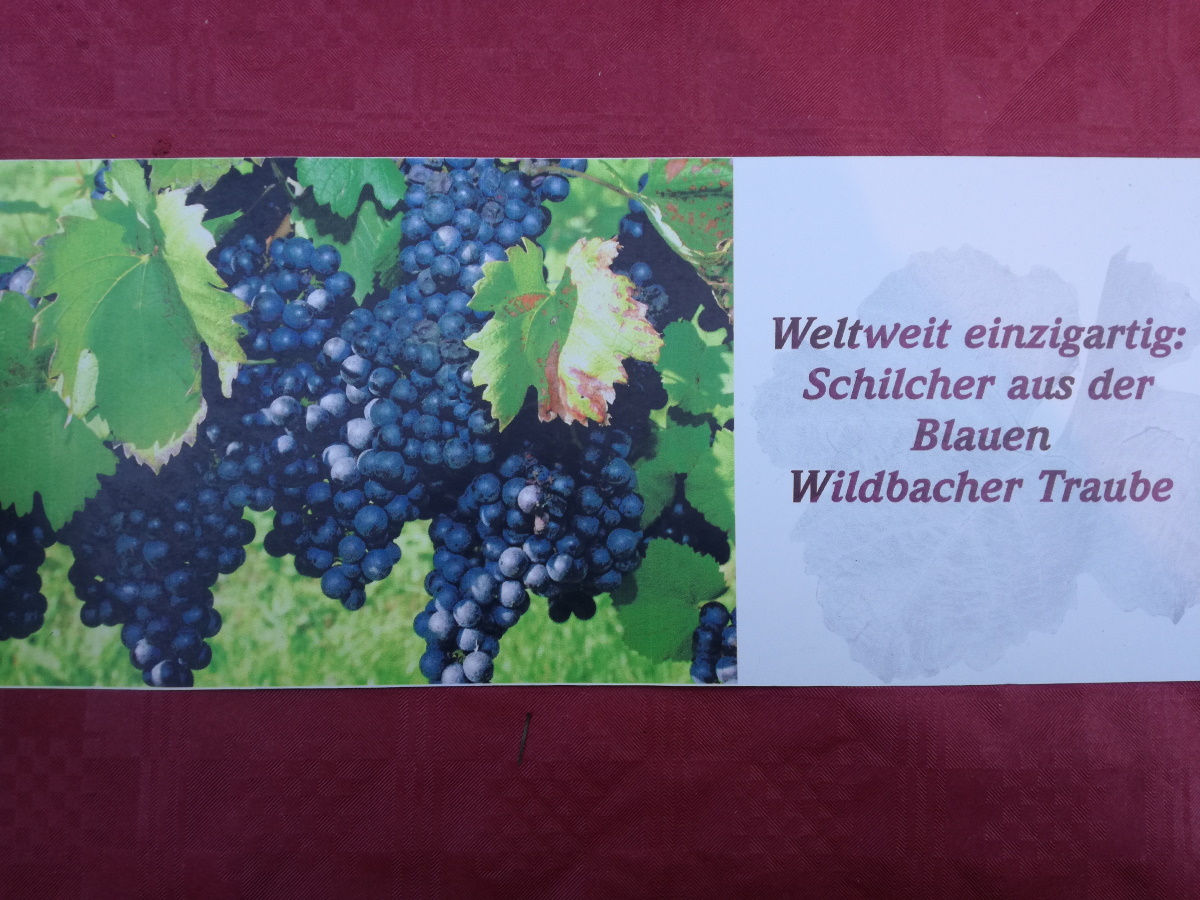 Weltweit einzigartig:
Schilcher aus der
Blauen
Wildbacher Traube